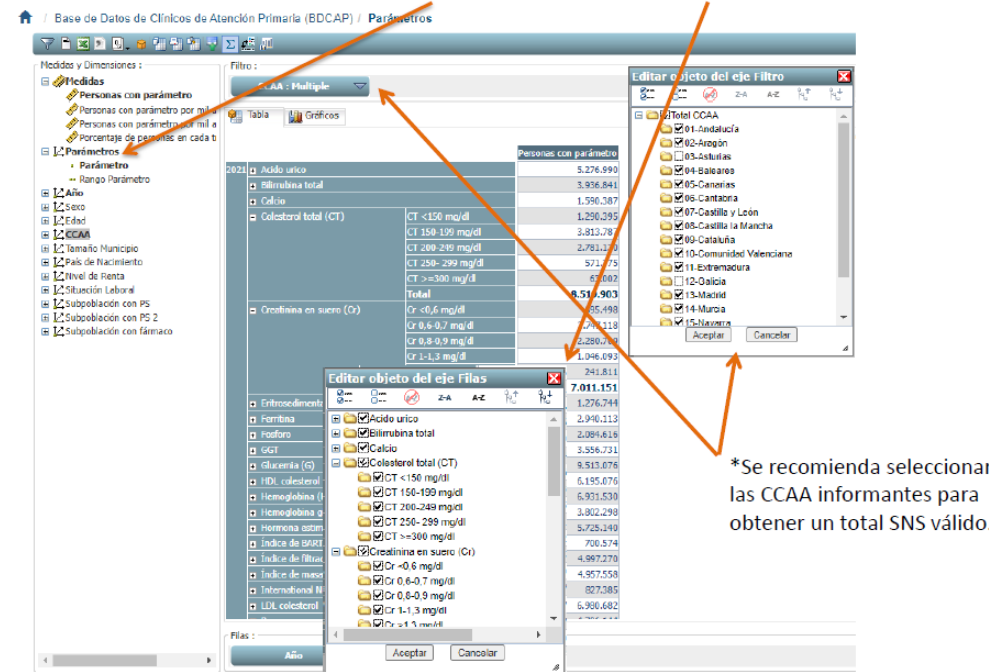 / Base de Datos de Clínicos de Atención Primaria (BDCAP) / Parámetros
Medidas y Dimensiones :
Medidas
Personas con parámetro
Personas con parámetro por mil a
Personas con parámetro por mil a
Porcentaje de personas en cada t
Parámetros
Parámetro
Rango Parámetro
Año
Sexo
Edad
CCAA
Tamaño Municipio
País de Nacimiento
Nivel de Renta
Situación Laboral
Subpoblación con PS
Subpoblación con PS 2
Subpoblación con fármaco
Filtro :
CCAA : Multiple
Tabla Gráficos
Personas con parámetro
2021 Acido urico 5.276.990
Bilirrubina total 3.936.841
Calcio 1.590.387
Colesterol total (CT) CT <150 mg/dl 1.290.395
CT 150-199 mg/dl 3.813.787
CT 200-249 mg/dl
CT 250- 299 mg/dl
CT >=300 mg/dl
Total 8.519.903
Creatinina en suero (Cr) Cr <0,6 mg/dl
Cr 0,6-0,7 mg/dl
Cr 0,8-0,9 mg/dl
Cr 1-1,3 mg/dl 1.046.093
241.811
7.011.151
Eritrosedimenta 1.276.744
Ferritina 2.940.113
Fosforo 2.084.616
GGT 3.556.731
Glucemia (G) 9.513.076
HDL colesterol 6.195.076
Hemoglobina (H 6.931.530
Hemoglobina g 3.802.298
Hormona estim 5.725.140
Índice de BART 700.574
Índice de filtra 4.997.270
Índice de masa 4.957.558
International N 827.385
LDL colesterol 6.980.682
Filas :
Año
Editar objeto del eje Filas
Z-A A-Z
Acido urico
Bilirrubina total
Calcio
Colesterol total (CT)
CT <150 mg/dl
CT 150-199 mg/dl
CT 200-249 mg/dl
CT 250- 299 mg/dl
CT >=300 mg/dl
Creatinina en suero (Cr)
Cr <0,6 mg/dl
Cr 0,6-0,7 mg/dl
Cr 0,8-0,9 mg/dl
Cr 1-1,3 mg/dl
Cr >1,3 mg/dl
Aceptar Cancelar
Editar objeto del eje Filtro
Z-A A-Z
Total CCAA
01-Andalucía
02-Aragón
03-Asturias
04-Baleares
05-Canarias
06-Cantabria
07-Castilla y León
08-Castilla la Mancha
09-Cataluña
10-Comunidad Valenciana
11-Extremadura
12-Galicia
13-Madrid
14-Murcia
15-Navarra
Aceptar Cancelar
*Se recomienda seleccionar
las CCAA informantes para
obtener un total SNS válido.